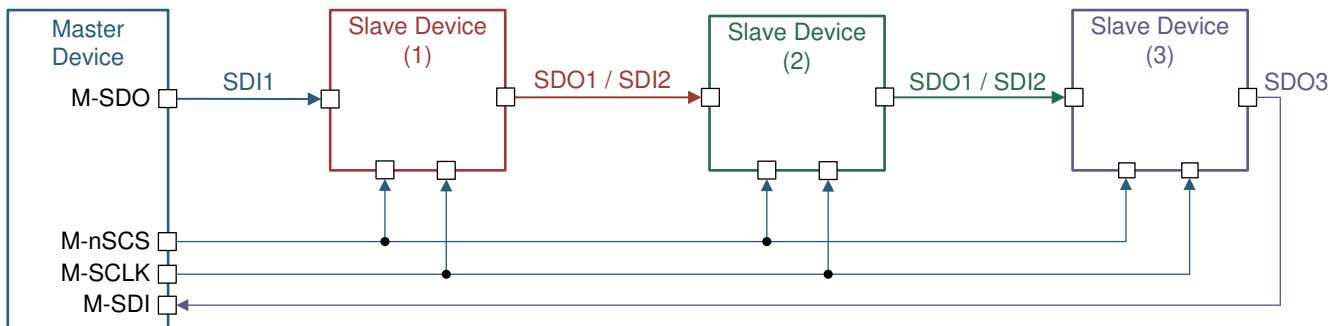 Master
Device
M-SDO
SDI1
Slave Device
(1)
SDO1 / SDI2
Slave Device
(2)
SDO1 / SDI2
Slave Device
(3)
SDO3
M-nSCS
M-SCLK
M-SDI